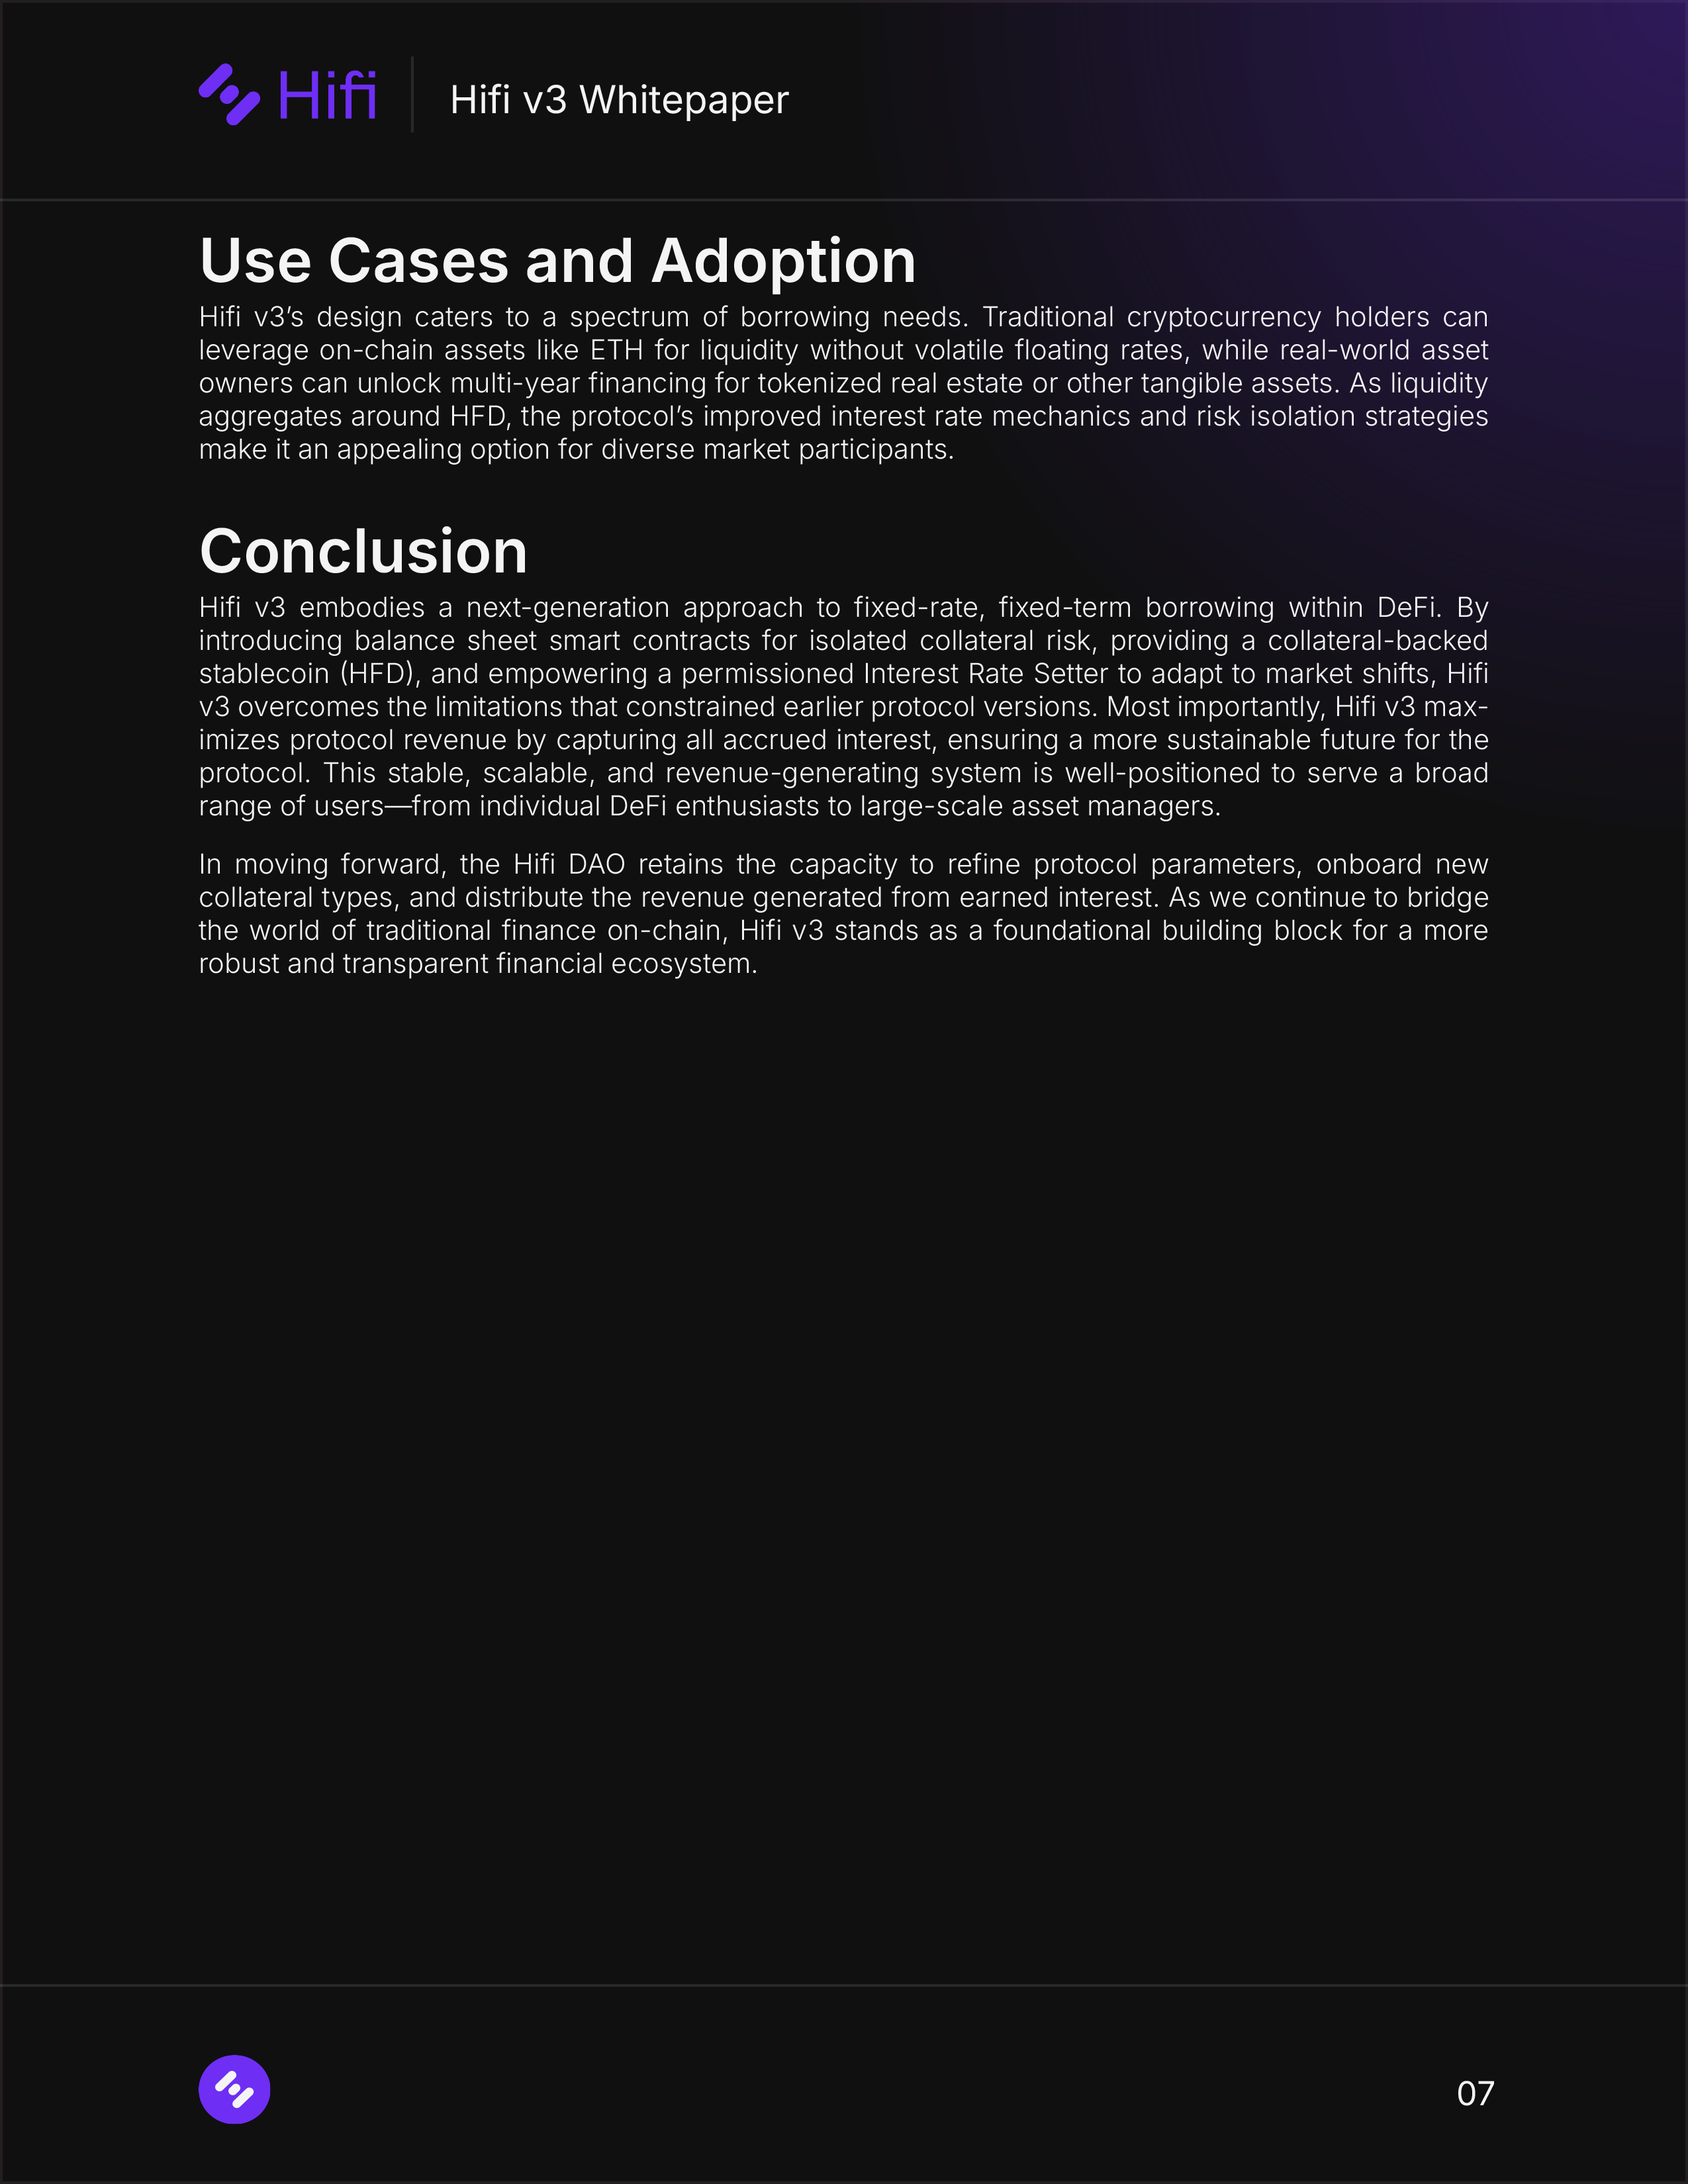 Hifi
Hifi v3 Whitepaper
Use Cases and Adoption
Hifi v3’s design caters to a spectrum of borrowing needs. Traditional cryptocurrency holders can
leverage on-chain assets like ETH for liquidity without volatile floating rates, while real-world asset
owners can unlock multi-year financing for tokenized real estate or other tangible assets. As liquidity
aggregates around HFD, the protocol’s improved interest rate mechanics and risk isolation strategies
make it an appealing option for diverse market participants.
Conclusion
Hifi v3 embodies a next-generation approach to fixed-rate, fixed-term borrowing within DeFi. By
introducing balance sheet smart contracts for isolated collateral risk, providing a collateral-backed
stablecoin (HFD), and empowering a permissioned Interest Rate Setter to adapt to market shifts, Hifi
v3 overcomes the limitations that constrained earlier protocol versions. Most importantly, Hifi v3 max-
imizes protocol revenue by capturing all accrued interest, ensuring a more sustainable future for the
protocol. This stable, scalable, and revenue-generating system is well-positioned to serve a broad
range of users—from individual DeFi enthusiasts to large-scale asset managers.
In moving forward, the Hifi DAO retains the capacity to refine protocol parameters, onboard new
collateral types, and distribute the revenue generated from earned interest. As we continue to bridge
the world of traditional finance on-chain, Hifi v3 stands as a foundational building block for a more
robust and transparent financial ecosystem.
07